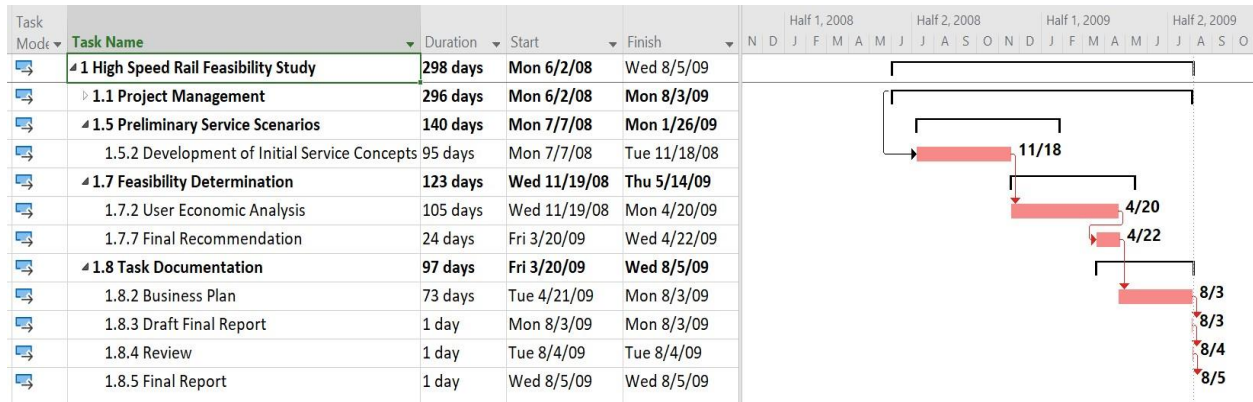 Task Half 1, 2008 Half 2, 2008 Half 1, 2009 Half 2, 2009
Mode Task Name Duration Start Finish N D J F M A M J J A S O N D J F M A M J J A S O
1 High Speed Rail Feasibility Study 298 days Mon 6/2/08 Wed 8/5/09
1.1 Project Management 296 days Mon 6/2/08 Mon 8/3/09
1.5 Preliminary Service Scenarios 140 days Mon 7/7/08 Mon 1/26/09
1.5.2 Development of Initial Service Concepts 95 days Mon 7/7/08 Tue 11/18/08 11/18
1.7 Feasibility Determination 123 days Wed 11/19/08 Thu 5/14/09
1.7.2 User Economic Analysis 105 days Wed 11/19/08 Mon 4/20/09 4/20
1.7.7 Final Recommendation 24 days Fri 3/20/09 Wed 4/22/09 4/22
1.8 Task Documentation 97 days Fri 3/20/09 Wed 8/5/09
1.8.2 Business Plan 73 days Tue 4/21/09 Mon 8/3/09 8/3
1.8.3 Draft Final Report 1 day Mon 8/3/09 Mon 8/3/09 8/3
1.8.4 Review 1 day Tue 8/4/09 Tue 8/4/09 8/4
1.8.5 Final Report 1 day Wed 8/5/09 Wed 8/5/09 8/5